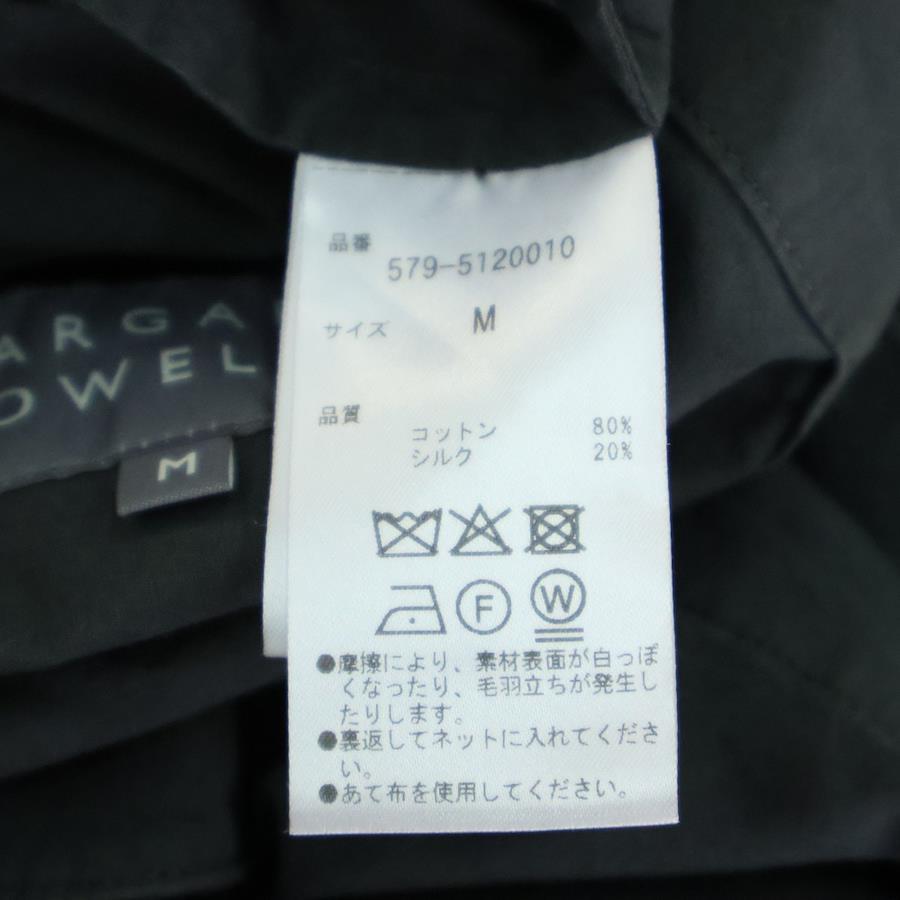 品番
579-5120010
サイズ M
品質
コットン 80%
シルク 20%
F W
●摩擦により、素材表面が白っぽ
くなったり、毛羽立ちが発生し
たりします。
●裏返してネットに入れてくださ
い。
●あて布を使用してください。
ARGA
OWEL
M